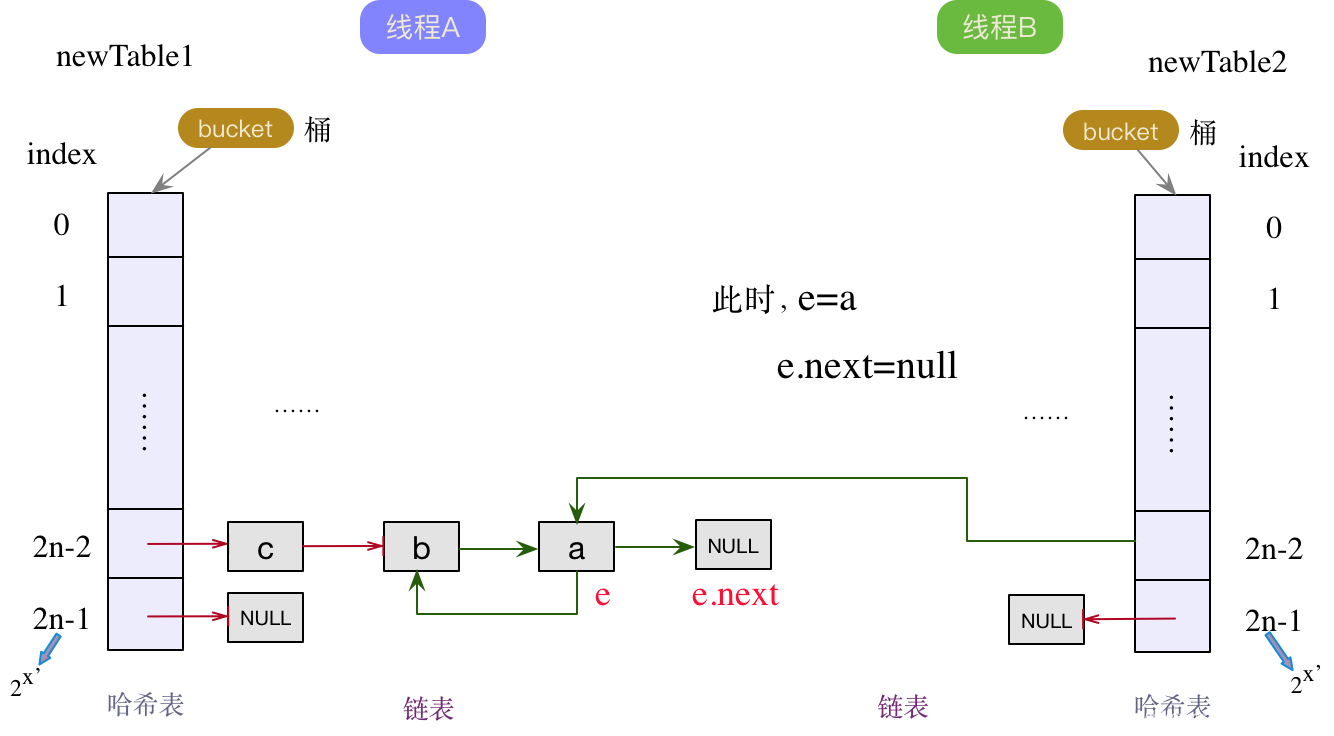 线程A
线程B
newTable1
newTable2
bucket 桶
bucket 桶
index
index
0
0
1
1
此时, e=a
e.next=null
......
......
......
......
2n-2
c
b
a
NULL
2n-2
e
e.next
2n-1
NULL
NULL
2n-1
2^x'
2^x'
哈希表
链表
链表
哈希表